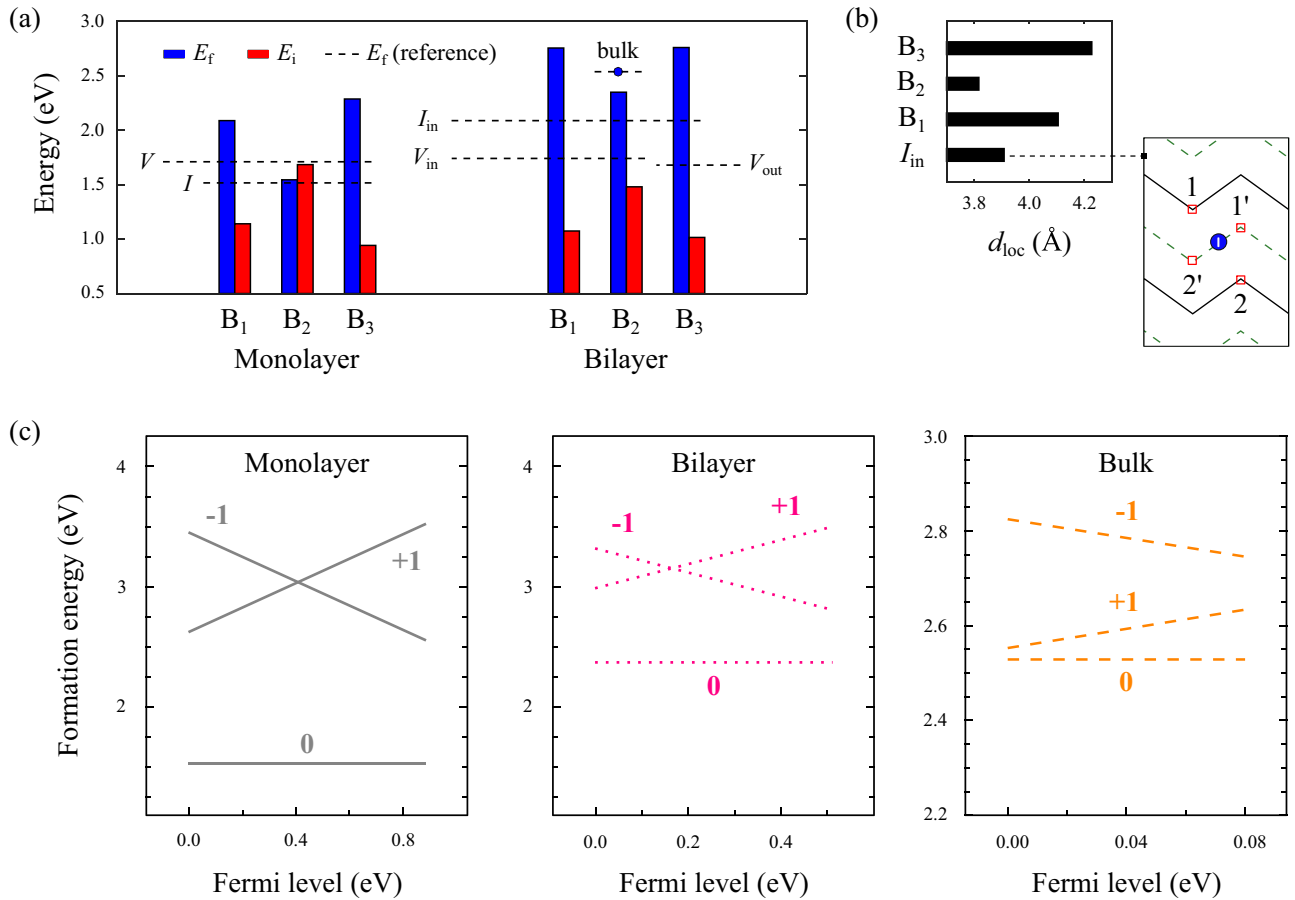 (a)
3.0
2.5
2.0
1.5
1.0
0.5
Energy (eV)
E_f
E_i
E_f (reference)
bulk
V
I
I_in
V_in
V_out
B_1 B_2 B_3
Monolayer
B_1 B_2 B_3
Bilayer
(b)
B_3
B_2
B_1
I_in
3.8 4.0 4.2
d_loc (Å)
1
1'
I
2'
2
(c)
Formation energy (eV)
4
3
2
Monolayer
-1
+1
0
0.0 0.4 0.8
Fermi level (eV)
4
3
2
Bilayer
-1
+1
0
0.0 0.2 0.4
Fermi level (eV)
3.0
2.8
2.6
2.4
2.2
Bulk
-1
+1
0
0.00 0.04 0.08
Fermi level (eV)